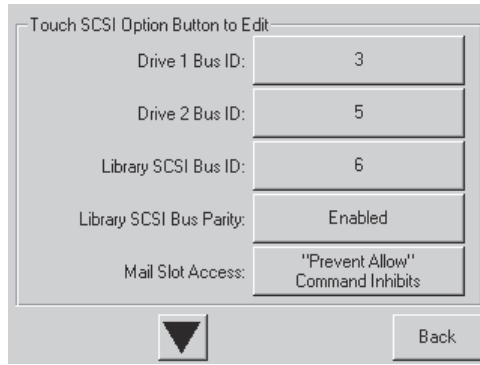 Touch SCSI Option Button to Edit
Drive 1 Bus ID: 3
Drive 2 Bus ID: 5
Library SCSI Bus ID: 6
Library SCSI Bus Parity: Enabled
Mail Slot Access: "Prevent Allow"
Command Inhibits
Back